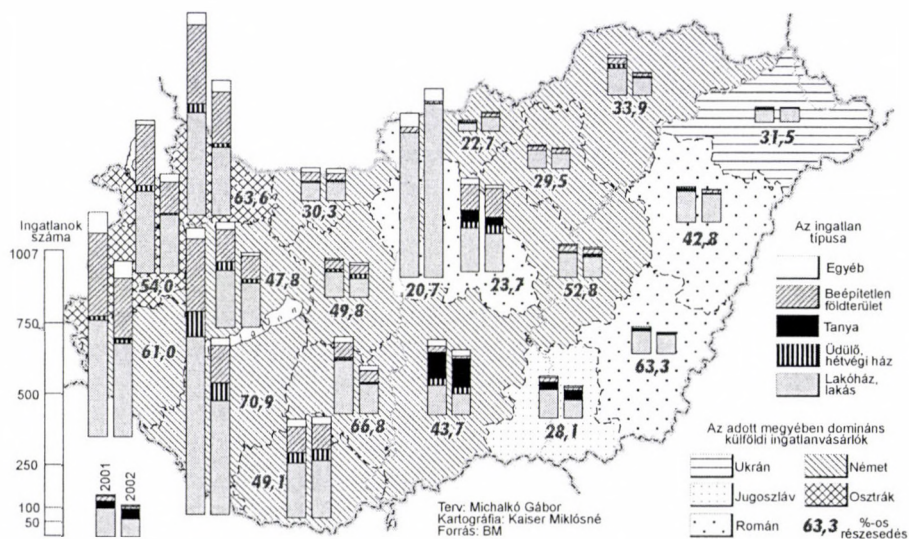 33,9
31,5
22,7
29,5
63,6
30,3
42,8
Ingatlanok
száma
1007
750
500
250
100
50
54,0
47,8
49,8
20,7
23,7
52,8
61,0
63,3
70,9
66,8
43,7
28,1
49,1
2001
2002
Az ingatlan
típusa
Egyéb
Beépítetlen
földterület
Tanya
Üdülő,
hétvégi ház
Lakóház,
lakás
Az adott megyében domináns
külföldi ingatlanvásárlók
Ukrán
Német
Jugoszláv
Osztrák
Román
63,3 %-os
részesedés
Terv: Michalkó Gábor
Kartográfia: Kaiser Miklósné
Forrás: BM